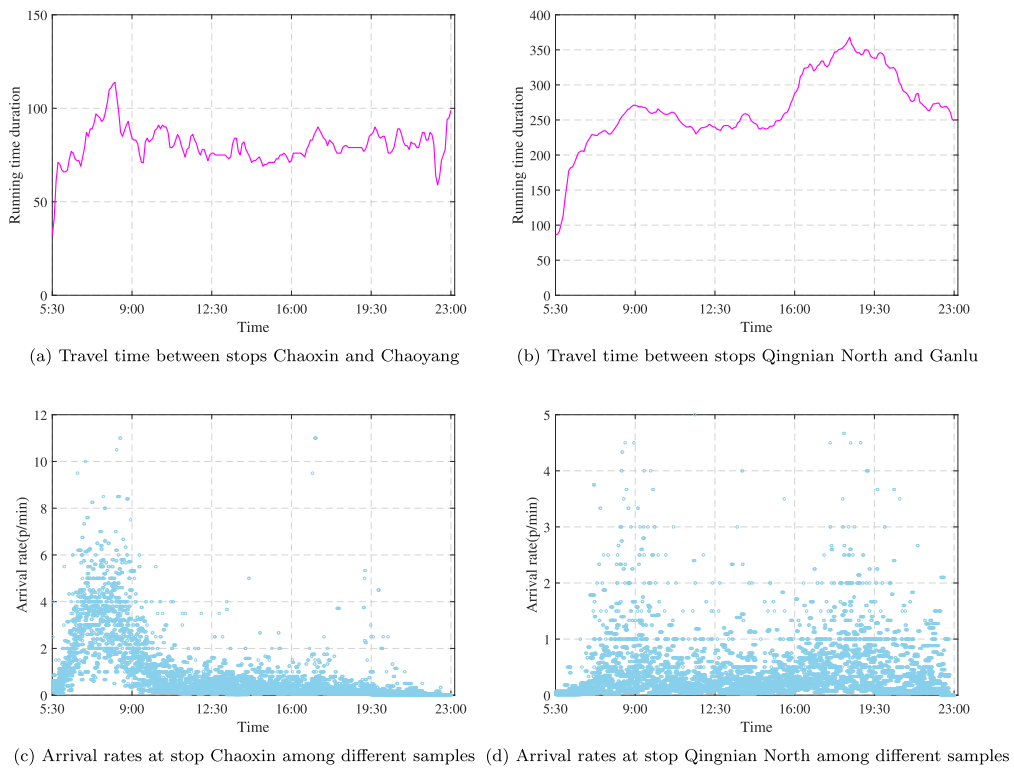 150
100
50
0
Running time duration
5:30 9:00 12:30 16:00 19:30 23:00
Time
(a) Travel time between stops Chaoxin and Chaoyang
400
350
300
250
200
150
100
50
0
Running time duration
5:30 9:00 12:30 16:00 19:30 23:00
Time
(b) Travel time between stops Qingnian North and Ganlu
12
10
8
6
4
2
0
Arrival rate(p/min)
5:30 9:00 12:30 16:00 19:30 23:00
Time
(c) Arrival rates at stop Chaoxin among different samples
5
4
3
2
1
0
Arrival rate(p/min)
5:30 9:00 12:30 16:00 19:30 23:00
Time
(d) Arrival rates at stop Qingnian North among different samples